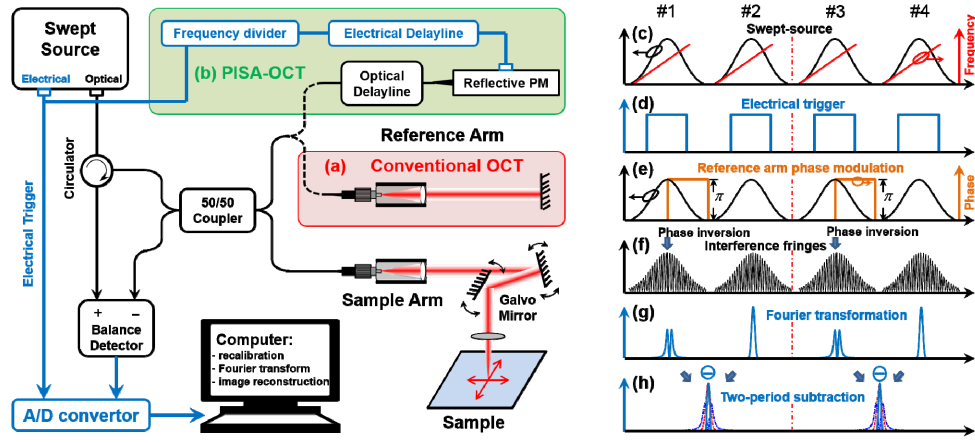 Swept
Source
Electrical Optical
Frequency divider
Electrical Delayline
(b) PISA-OCT
Optical
Delayline
Reflective PM
Reference Arm
(a) Conventional OCT
Circulator
50/50
Coupler
Electrical Trigger
Sample Arm
Galvo
Mirror
+ −
Balance
Detector
Computer:
- recalibration
- Fourier transform
- image reconstruction
A/D convertor
Sample
#1 #2 #3 #4
(c) Swept-source
Frequency
(d) Electrical trigger
(e) Reference arm phase modulation
π π
Phase
Phase inversion Phase inversion
(f) Interference fringes
(g) Fourier transformation
(h) Two-period subtraction